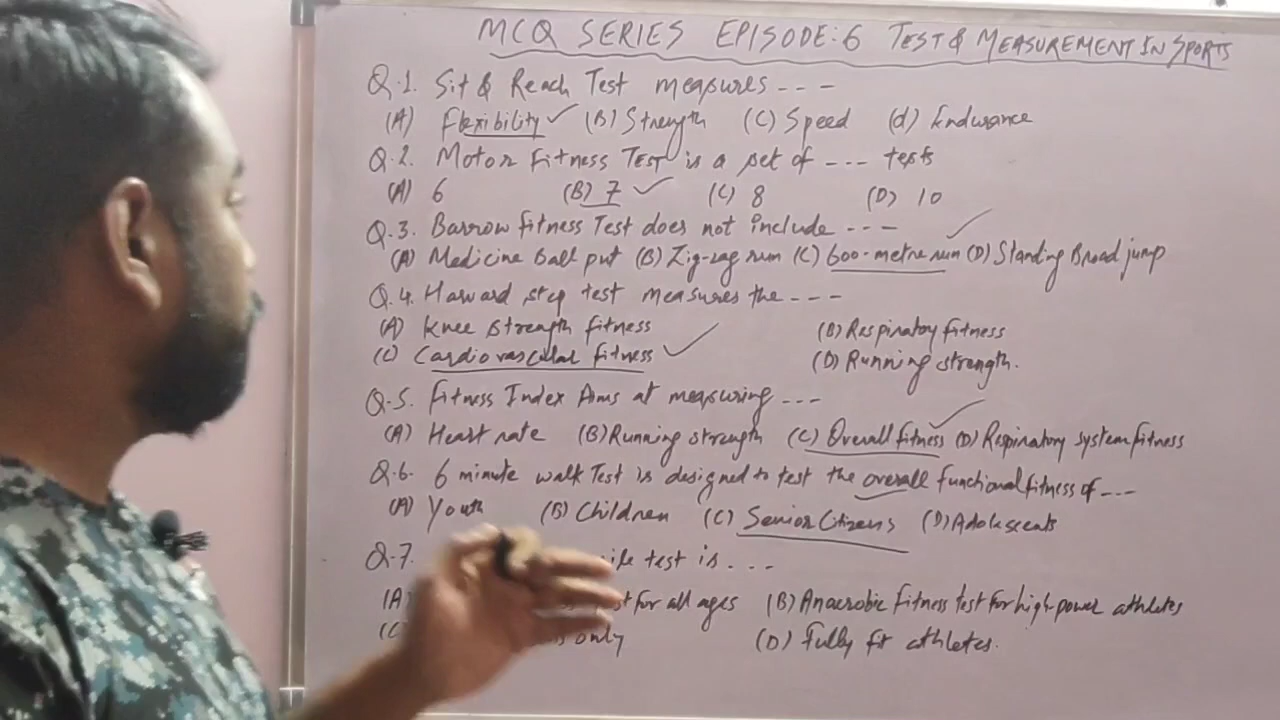 MCQ SERIES EPISODE:6 TEST & MEASUREMENT IN SPORTS
Q.1. Sit & Reach Test measures ---
(A) Flexibility ✓ (B) Strength (C) Speed (d) Endurance
Q.2. Motor Fitness TEST is a set of --- tests
(A) 6 (B) 7 ✓ (C) 8 (D) 10
Q.3. Barrow Fitness Test does not include ---
(A) Medicine Ball put (B) Zig-zag run (C) 600-metre run (D) Standing Broad jump
Q.4. Harward step test measures the ---
(A) Knee Strength fitness (B) Respiratory fitness
(C) Cardiovascular fitness ✓ (D) Running strength.
Q.5. Fitness Index Aims at measuring ---
(A) Heart rate (B) Running strength (C) Overall fitness (D) Respiratory system fitness
Q.6. 6 minute walk Test is designed to test the overall functional fitness of ---
(A) Youth (B) Children (C) Senior Citizens (D) Adolescents
Q.7. test is ---
(A) for all ages (B) Anaerobic fitness test for high-power athletes
(C) only (D) Fully fit athletes.